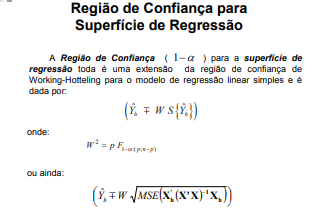 Região de Confiança para
Superfície de Regressão
A Região de Confiança ( 1−α ) para a superfície de
regressão toda é uma extensão da região de confiança de
Working-Hotteling para o modelo de regressão linear simples e é
dada por:
(Ŷₕ ∓ W S{Ŷₕ})
onde:
W² = p F₁₋α;(p;n−p)
ou ainda:
(Ŷₕ ∓ W √MSE(X'ₕ(X'X)⁻¹Xₕ))